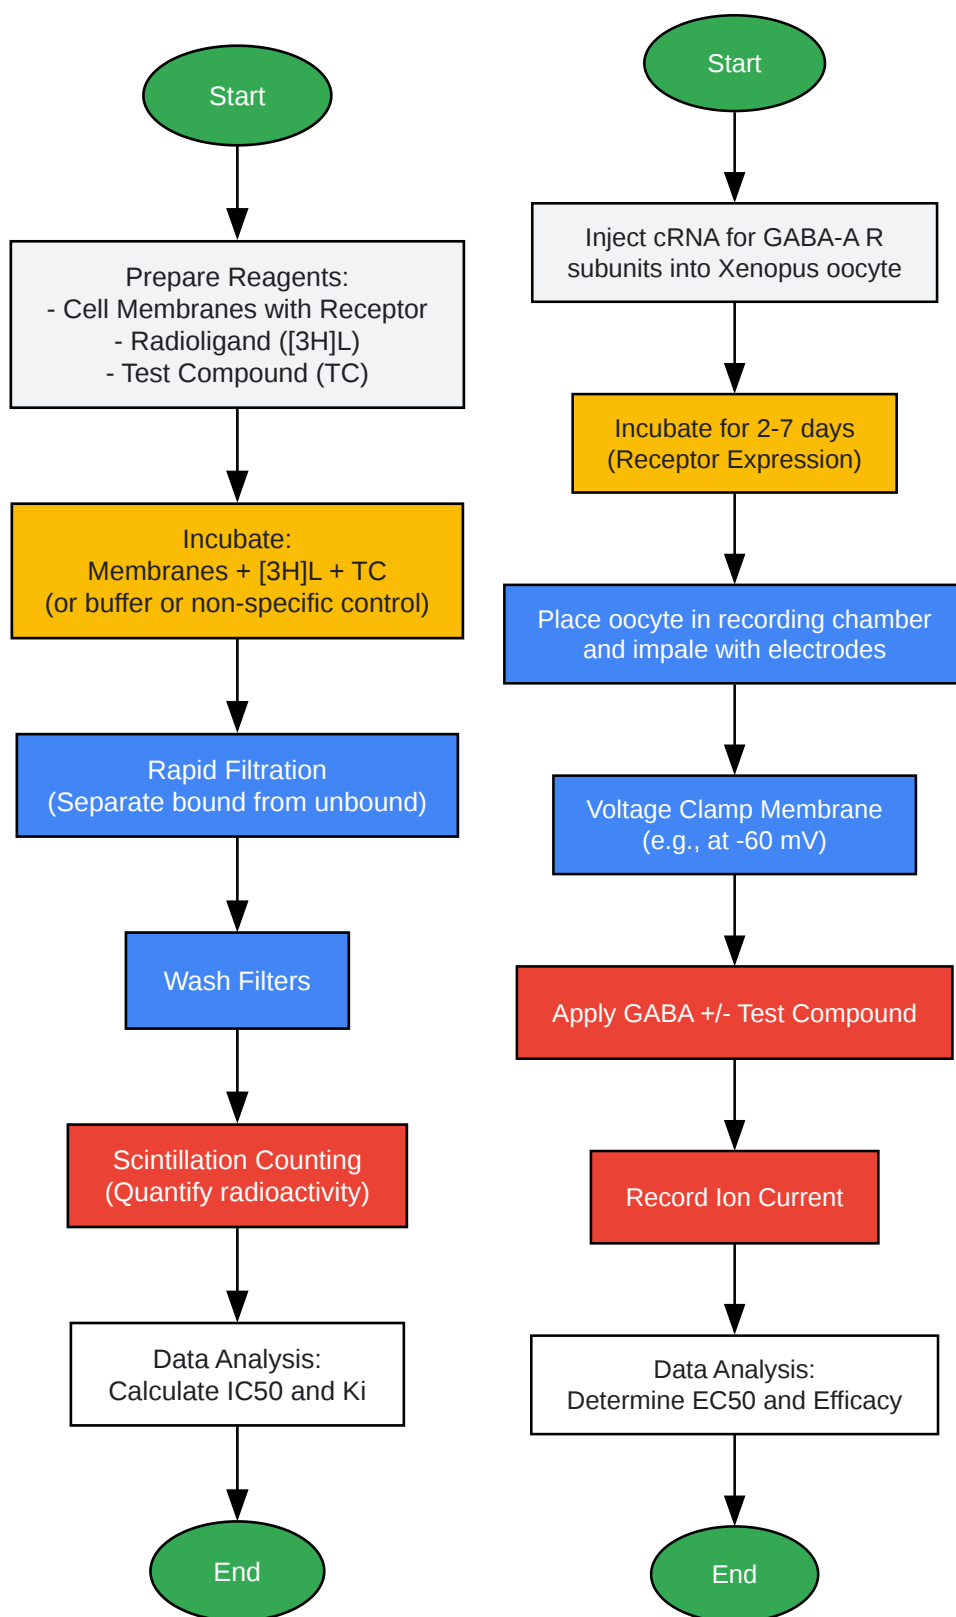 Start
Prepare Reagents:
- Cell Membranes with Receptor
- Radioligand ([3H]L)
- Test Compound (TC)
Incubate:
Membranes + [3H]L + TC
(or buffer or non-specific control)
Rapid Filtration
(Separate bound from unbound)
Wash Filters
Scintillation Counting
(Quantify radioactivity)
Data Analysis:
Calculate IC50 and Ki
End
Start
Inject cRNA for GABA-A R
subunits into Xenopus oocyte
Incubate for 2-7 days
(Receptor Expression)
Place oocyte in recording chamber
and impale with electrodes
Voltage Clamp Membrane
(e.g., at -60 mV)
Apply GABA +/- Test Compound
Record Ion Current
Data Analysis:
Determine EC50 and Efficacy
End